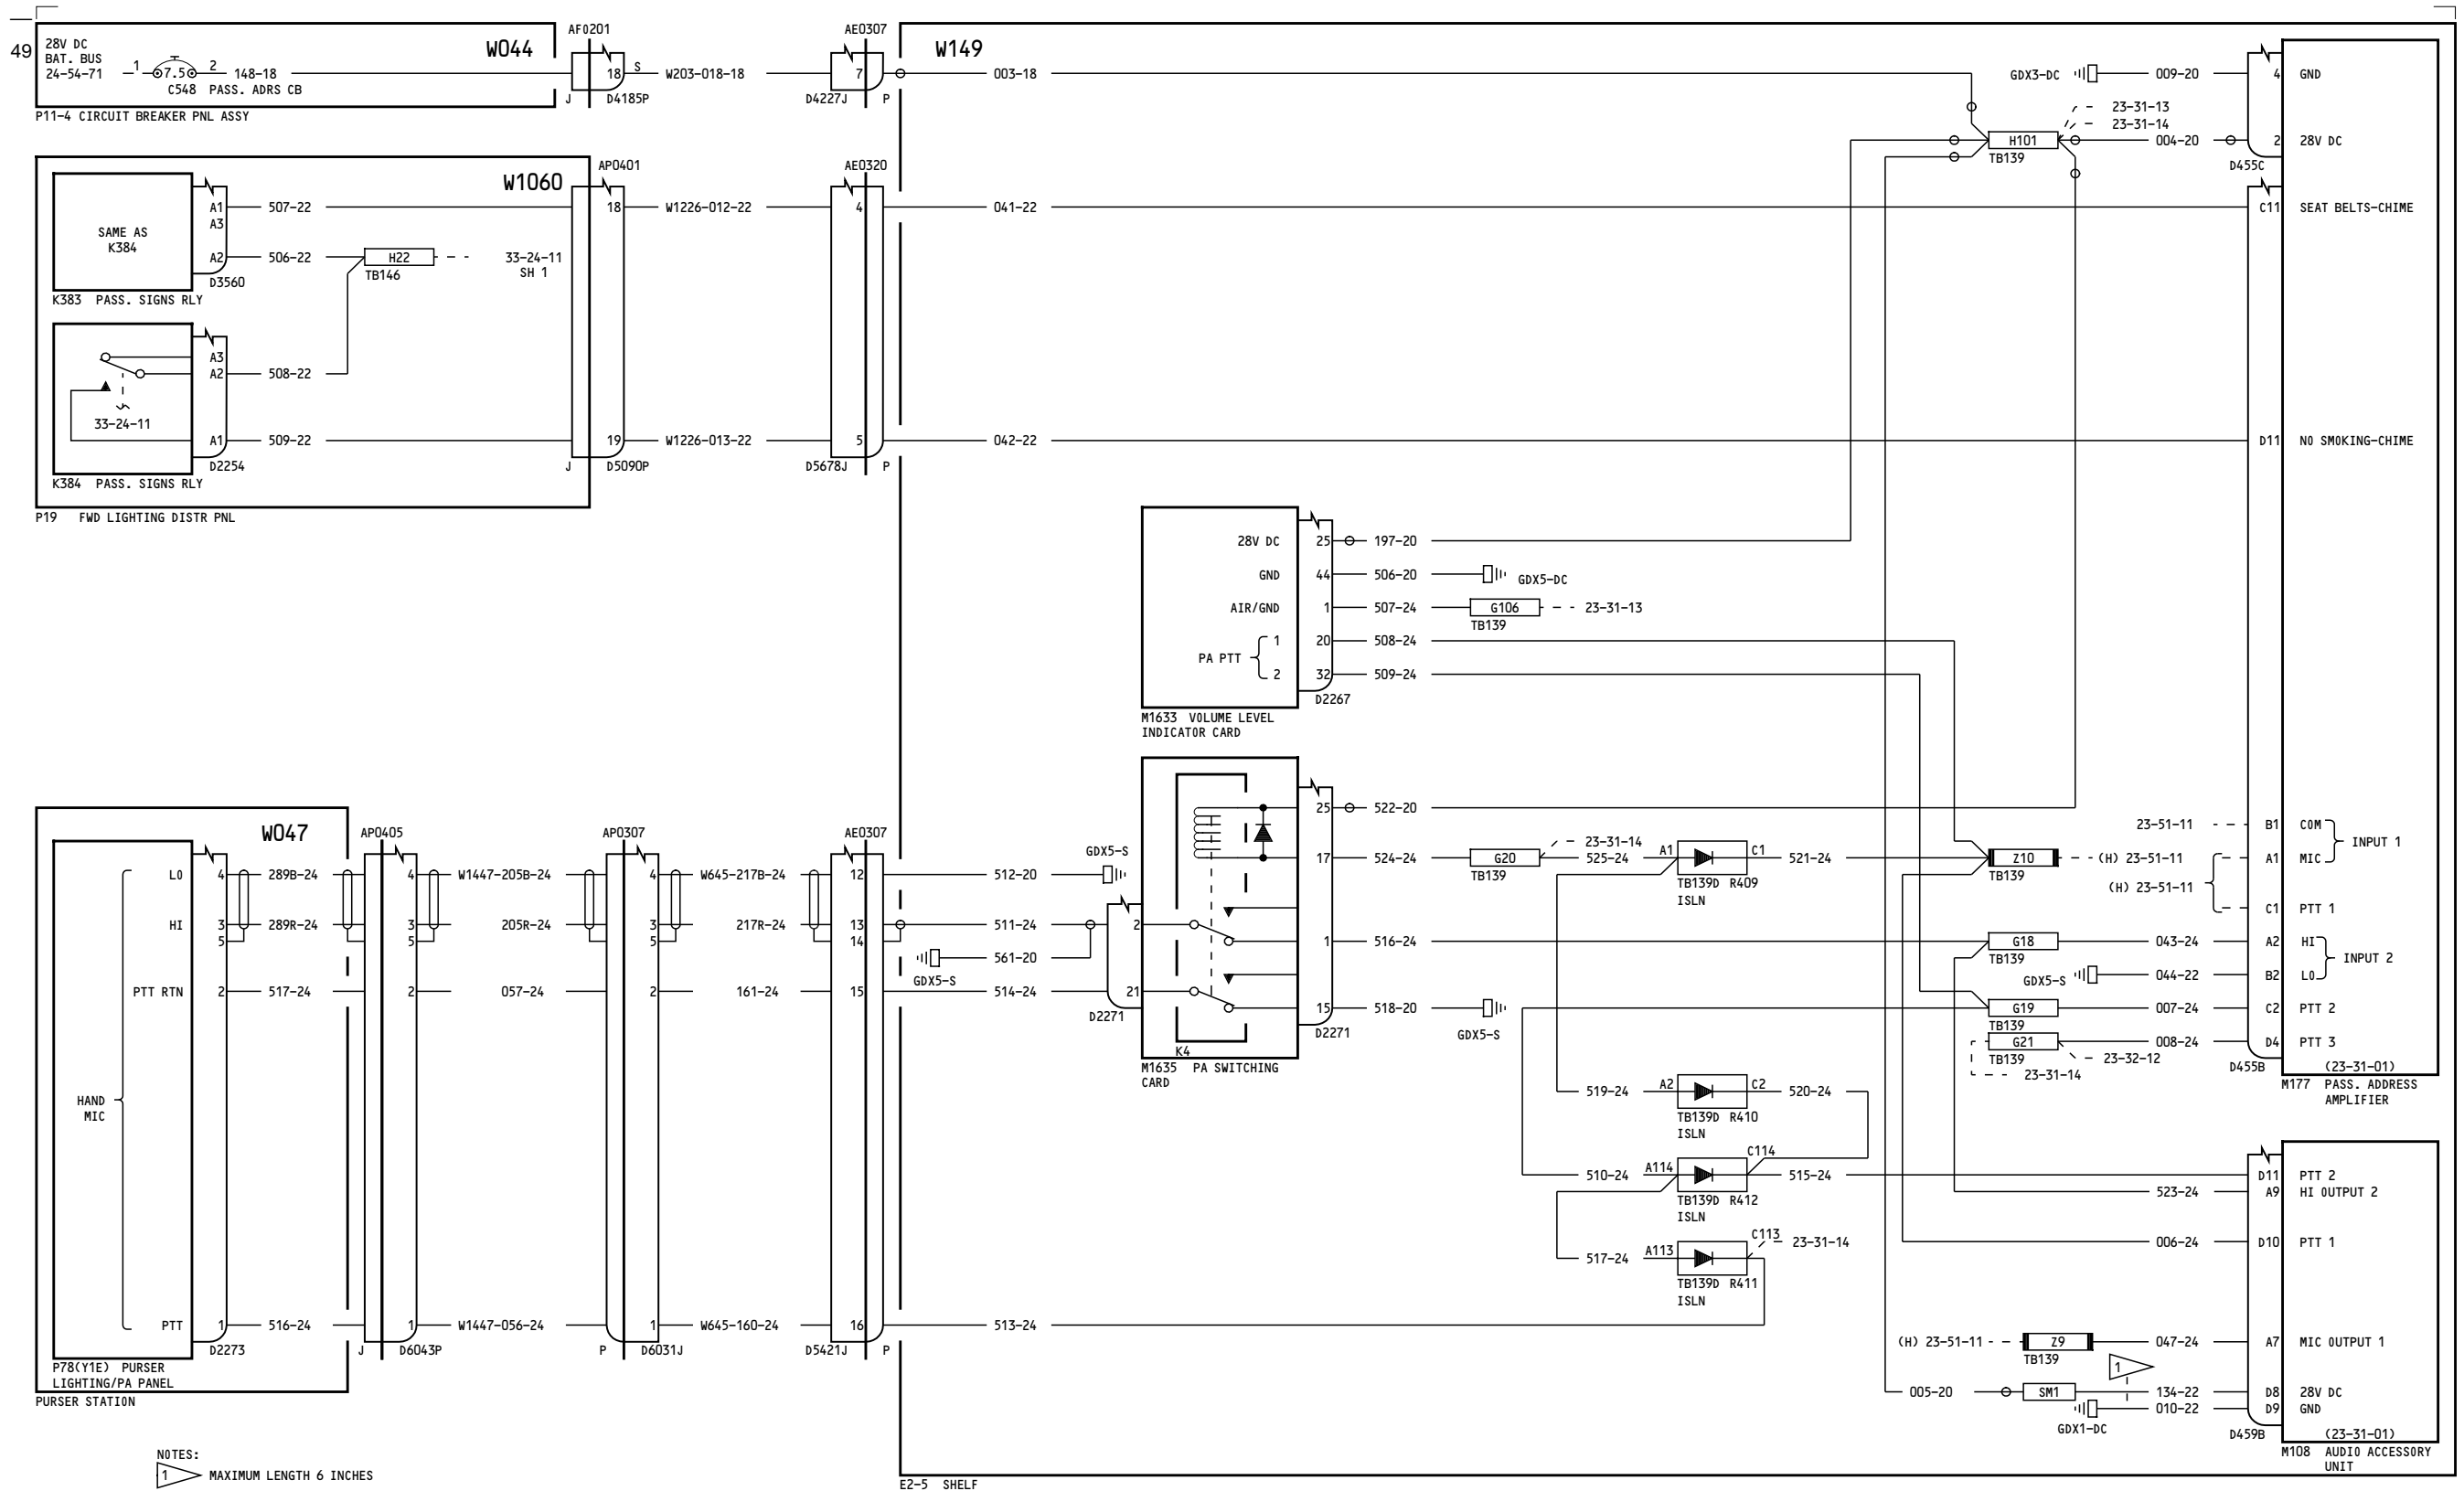 49
28V DC
BAT. BUS
24-54-71
1
7.5
2
148-18
C548 PASS. ADRS CB
W044
P11-4 CIRCUIT BREAKER PNL ASSY
AF0201
18
S
J
D4185P
W203-018-18
AE0307
7
D4227J
P
W149
003-18
GDX3-DC
009-20
4
GND
23-31-13
23-31-14
H101
TB139
004-20
2
28V DC
D455C
W1060
SAME AS
K384
A1
A3
A2
507-22
506-22
D3560
K383 PASS. SIGNS RLY
H22
TB146
33-24-11
SH 1
AP0401
18
W1226-012-22
AE0320
4
041-22
C11
SEAT BELTS-CHIME
A3
A2
508-22
33-24-11
A1
509-22
D2254
K384 PASS. SIGNS RLY
P19 FWD LIGHTING DISTR PNL
19
J
D5090P
W1226-013-22
5
D5678J
P
042-22
D11
NO SMOKING-CHIME
28V DC
25
197-20
GND
44
506-20
GDX5-DC
AIR/GND
1
507-24
G106
TB139
23-31-13
PA PTT
1
20
508-24
2
32
509-24
D2267
M1633 VOLUME LEVEL
INDICATOR CARD
W047
LO
4
289B-24
HI
3
289R-24
5
PTT RTN
2
517-24
HAND
MIC
PTT
1
516-24
D2273
P78(Y1E) PURSER
LIGHTING/PA PANEL
PURSER STATION
AP0405
4
3
5
2
1
J
D6043P
W1447-205B-24
205R-24
057-24
W1447-056-24
AP0307
4
3
5
2
1
P
D6031J
W645-217B-24
217R-24
161-24
W645-160-24
AE0307
12
13
14
15
16
D5421J
P
512-20
GDX5-S
511-24
561-20
GDX5-S
514-24
513-24
2
21
D2271
K4
M1635 PA SWITCHING
CARD
25
522-20
17
524-24
1
516-24
15
518-20
D2271
GDX5-S
G20
TB139
23-31-14
525-24
A1
C1
TB139D R409
ISLN
521-24
Z10
TB139
(H) 23-51-11
23-51-11
(H) 23-51-11
B1
COM
A1
MIC
INPUT 1
C1
PTT 1
G18
TB139
043-24
A2
HI
GDX5-S
044-22
B2
LO
INPUT 2
G19
TB139
007-24
C2
PTT 2
G21
TB139
008-24
D4
PTT 3
23-32-12
23-31-14
D455B
(23-31-01)
M177 PASS. ADDRESS
AMPLIFIER
519-24
A2
C2
520-24
TB139D R410
ISLN
510-24
A114
C114
515-24
TB139D R412
ISLN
517-24
A113
C113
23-31-14
TB139D R411
ISLN
D11
PTT 2
523-24
A9
HI OUTPUT 2
006-24
D10
PTT 1
(H) 23-51-11
Z9
TB139
047-24
A7
MIC OUTPUT 1
1
005-20
SM1
134-22
D8
28V DC
GDX1-DC
010-22
D9
GND
D459B
(23-31-01)
M108 AUDIO ACCESSORY
UNIT
E2-5 SHELF
NOTES:
1 MAXIMUM LENGTH 6 INCHES